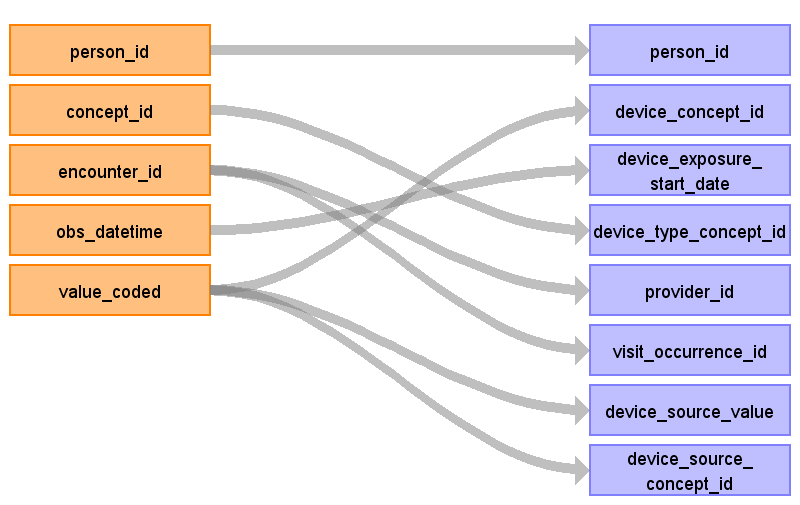 person_id
concept_id
encounter_id
obs_datetime
value_coded
person_id
device_concept_id
device_exposure_
start_date
device_type_concept_id
provider_id
visit_occurrence_id
device_source_value
device_source_
concept_id